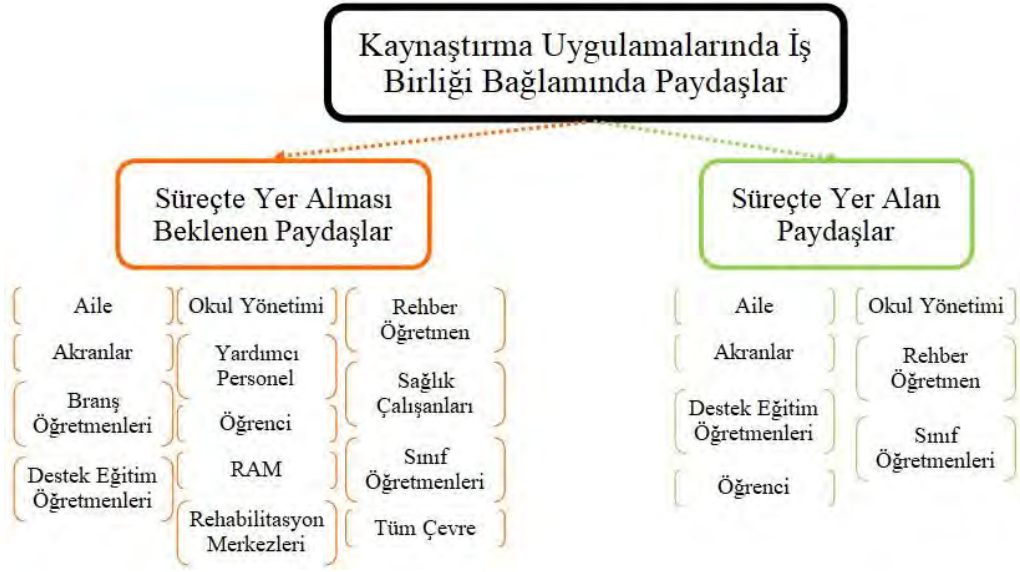 Kaynaştırma Uygulamalarında İş
Birliği Bağlamında Paydaşlar
Süreçte Yer Alması
Beklenen Paydaşlar
Aile
Akranlar
Branş
Öğretmenleri
Destek Eğitim
Öğretmenleri
Okul Yönetimi
Yardımcı
Personel
Öğrenci
RAM
Rehabilitasyon
Merkezleri
Rehber
Öğretmen
Sağlık
Çalışanları
Sınıf
Öğretmenleri
Tüm Çevre
Süreçte Yer Alan
Paydaşlar
Aile
Akranlar
Destek Eğitim
Öğretmenleri
Öğrenci
Okul Yönetimi
Rehber
Öğretmen
Sınıf
Öğretmenleri